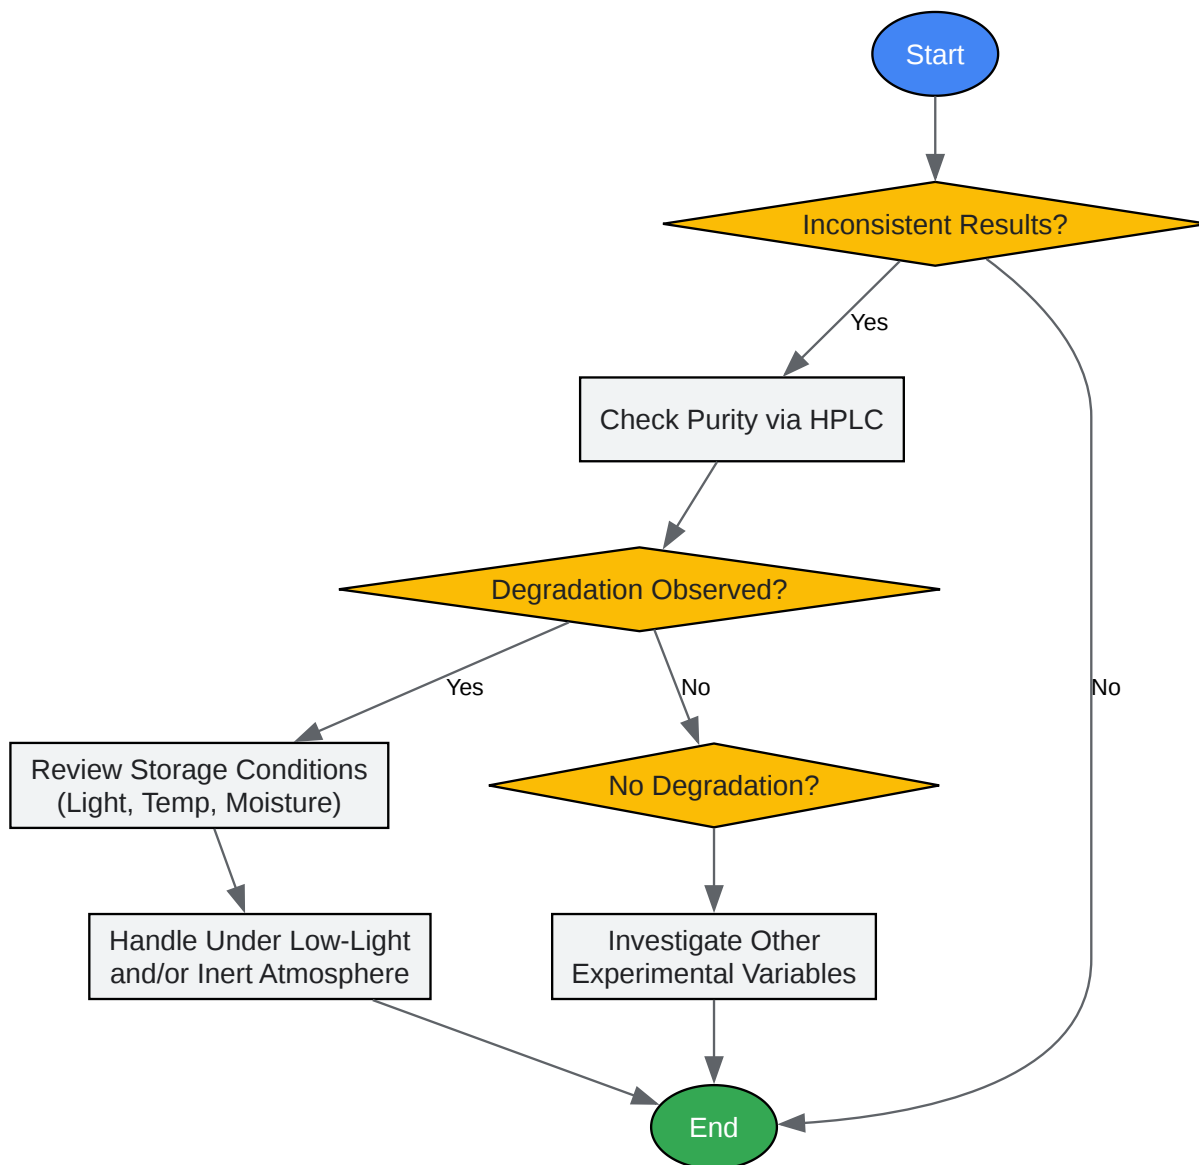 Start
Inconsistent Results?
Yes
Check Purity via HPLC
Degradation Observed?
Yes
No
No
Review Storage Conditions
(Light, Temp, Moisture)
No Degradation?
Handle Under Low-Light
and/or Inert Atmosphere
Investigate Other
Experimental Variables
End